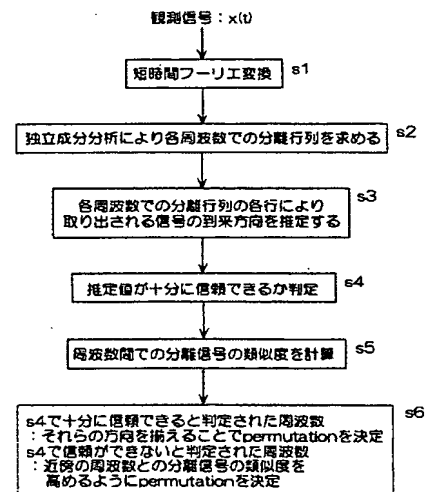 観測信号：x(t)
短時間フーリエ変換
s1
独立成分分析により各周波数での分離行列を求める
s2
各周波数での分離行列の各行により
取り出される信号の到来方向を推定する
s3
推定値が十分に信頼できるか判定
s4
周波数間での分離信号の類似度を計算
s5
s4で十分に信頼できると判定された周波数
：それらの方向を揃えることでpermutationを決定
s4で信頼ができないと判定された周波数
：近傍の周波数との分離信号の類似度を
高めるようにpermutationを決定
s6